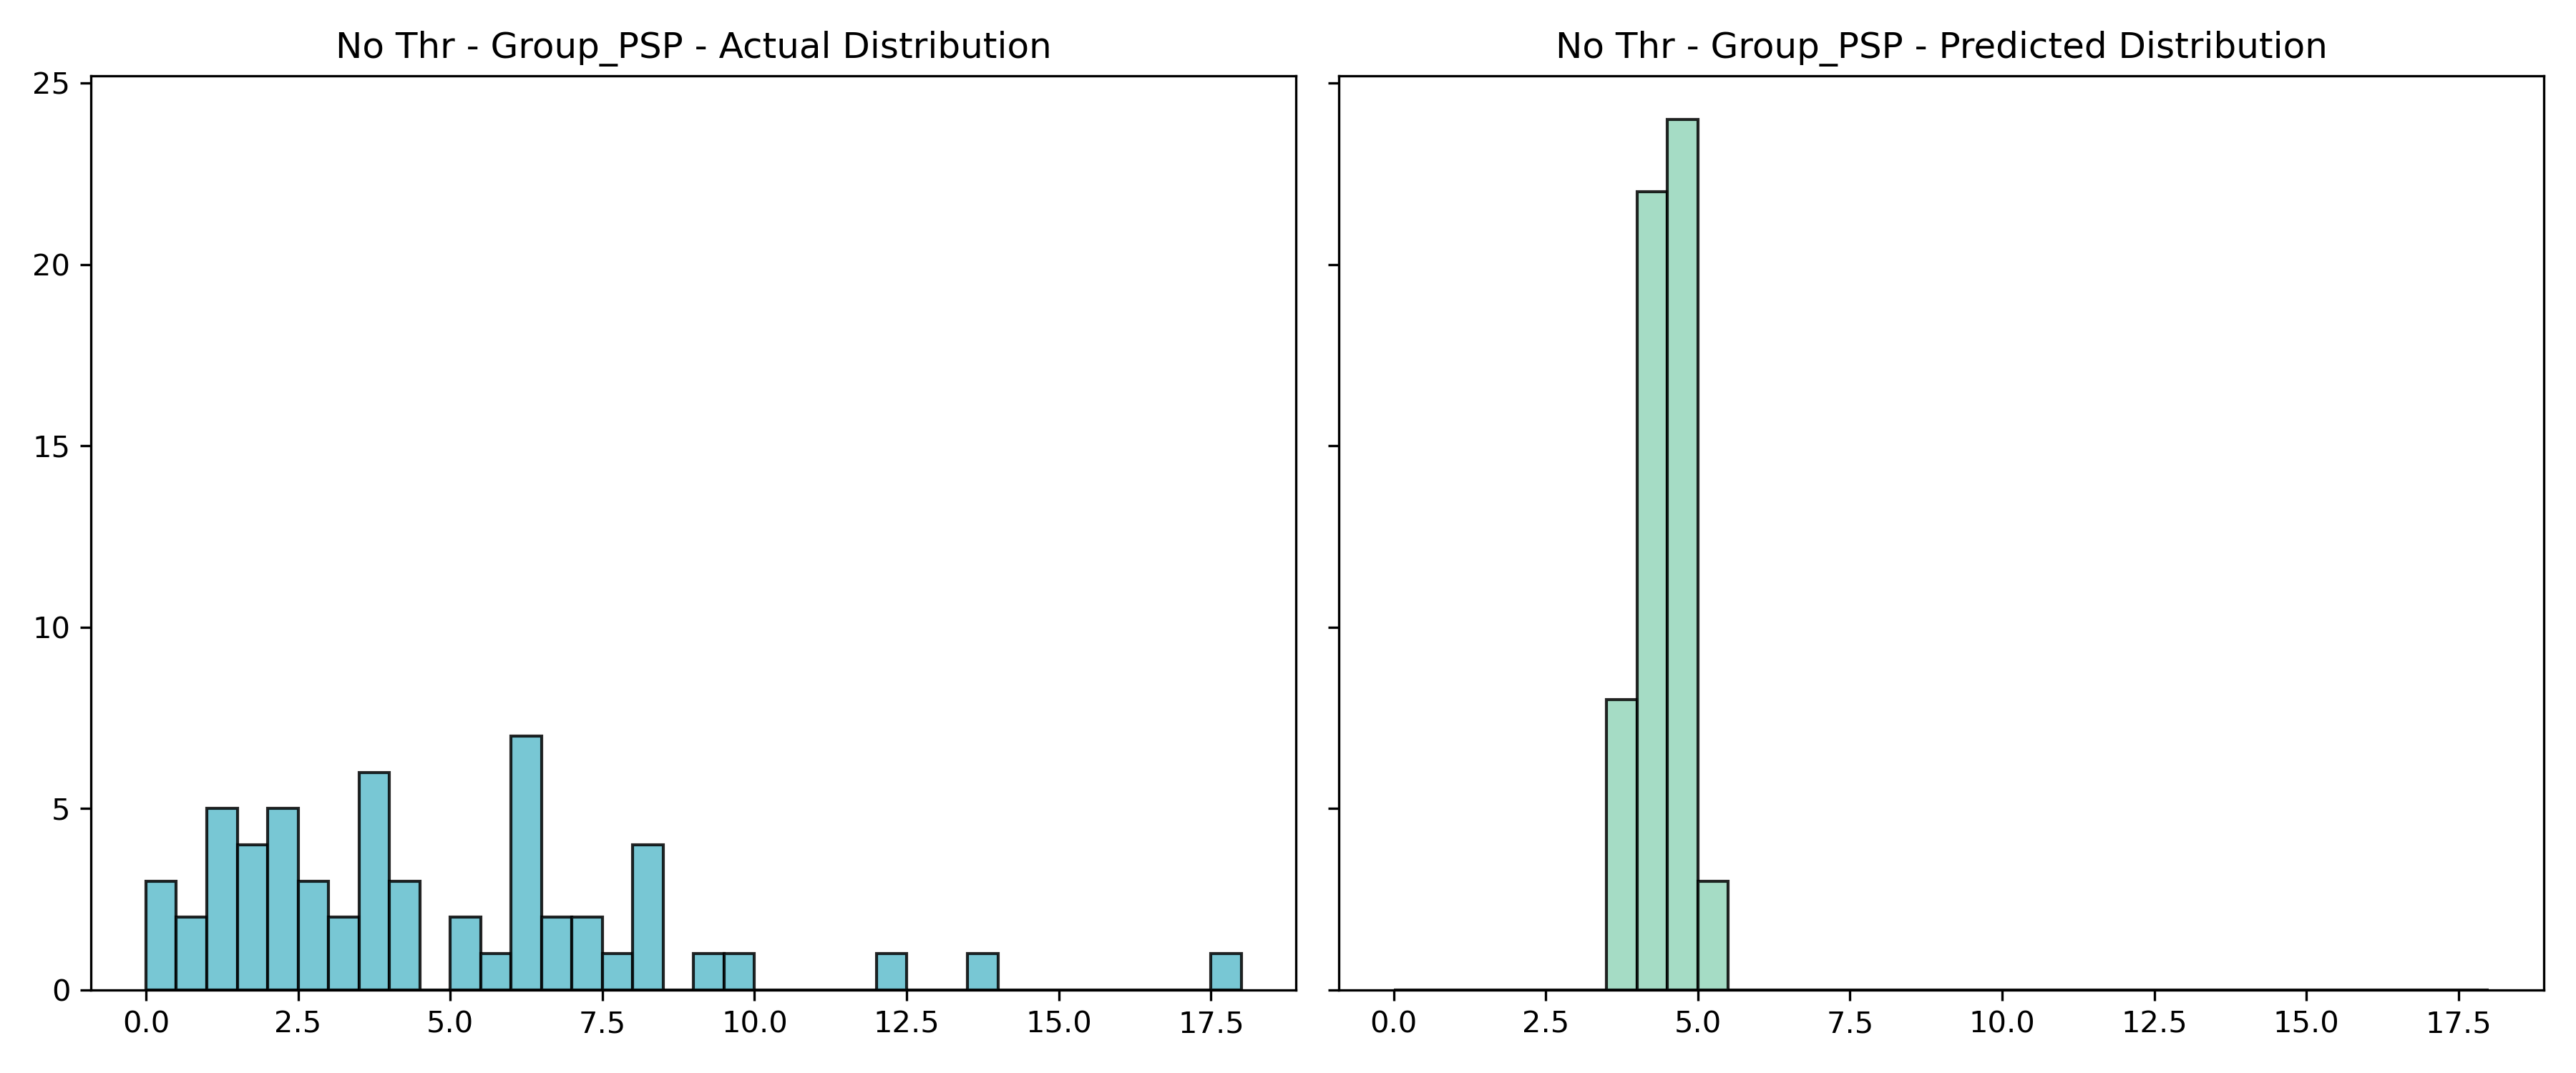 No Thr - Group_PSP - Actual Distribution
No Thr - Group_PSP - Predicted Distribution
25
20
15
10
5
0
0.0 2.5 5.0 7.5 10.0 12.5 15.0 17.5
0.0 2.5 5.0 7.5 10.0 12.5 15.0 17.5